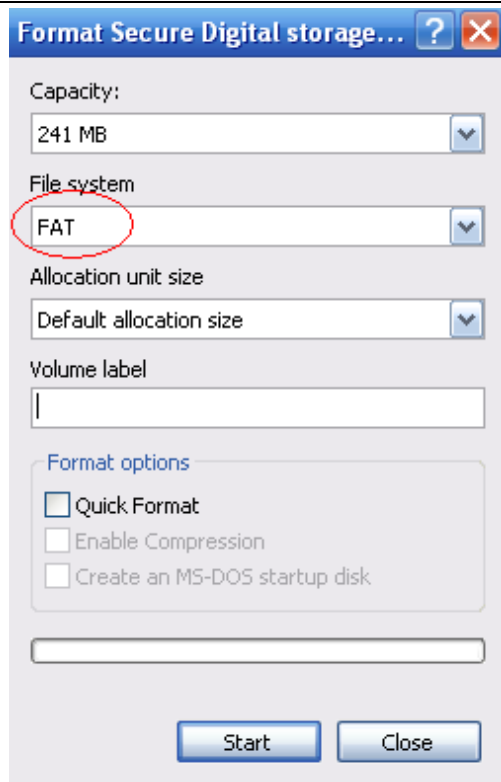 Format Secure Digital storage... ?
Capacity:
241 MB
File system
FAT
Allocation unit size
Default allocation size
Volume label
Format options
Quick Format
Enable Compression
Create an MS-DOS startup disk
Start Close